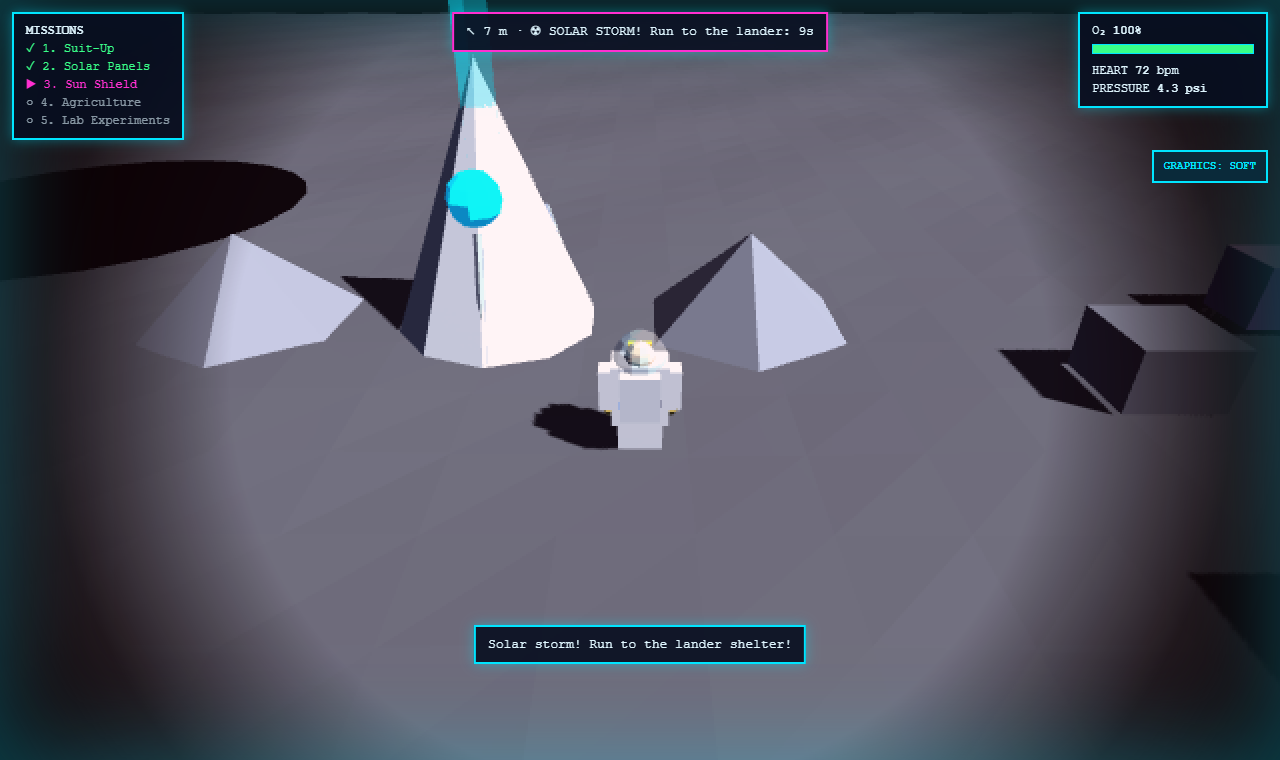 MISSIONS
✓ 1. Suit-Up
✓ 2. Solar Panels
▶ 3. Sun Shield
○ 4. Agriculture
○ 5. Lab Experiments
↖ 7 m · ☢ SOLAR STORM! Run to the lander: 9s
O₂ 100%
HEART 72 bpm
PRESSURE 4.3 psi
GRAPHICS: SOFT
Solar storm! Run to the lander shelter!